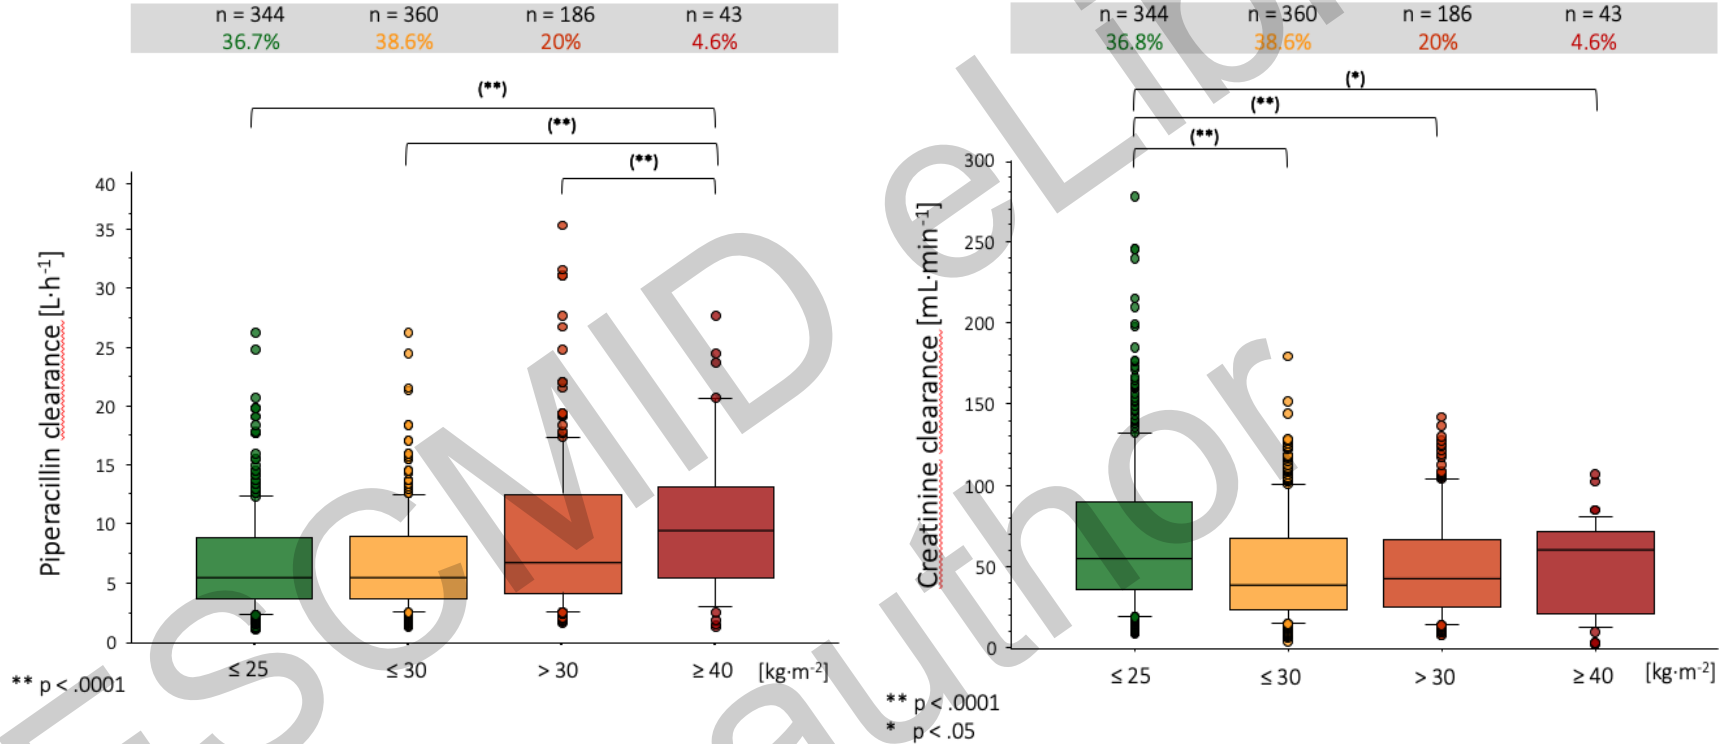 n = 344 n = 360 n = 186 n = 43
36.7% 38.6% 20% 4.6%
(**)
(**)
(**)
Piperacillin clearance [L·h⁻¹]
40
35
30
25
20
15
10
5
0
≤ 25 ≤ 30 > 30 ≥ 40 [kg·m⁻²]
** p < .0001
n = 344 n = 360 n = 186 n = 43
36.8% 38.6% 20% 4.6%
(*)
(**)
(**)
Creatinine clearance [mL·min⁻¹]
300
250
200
150
100
50
0
≤ 25 ≤ 30 > 30 ≥ 40 [kg·m⁻²]
** p < .0001
* p < .05
ESCMID eLibr
author